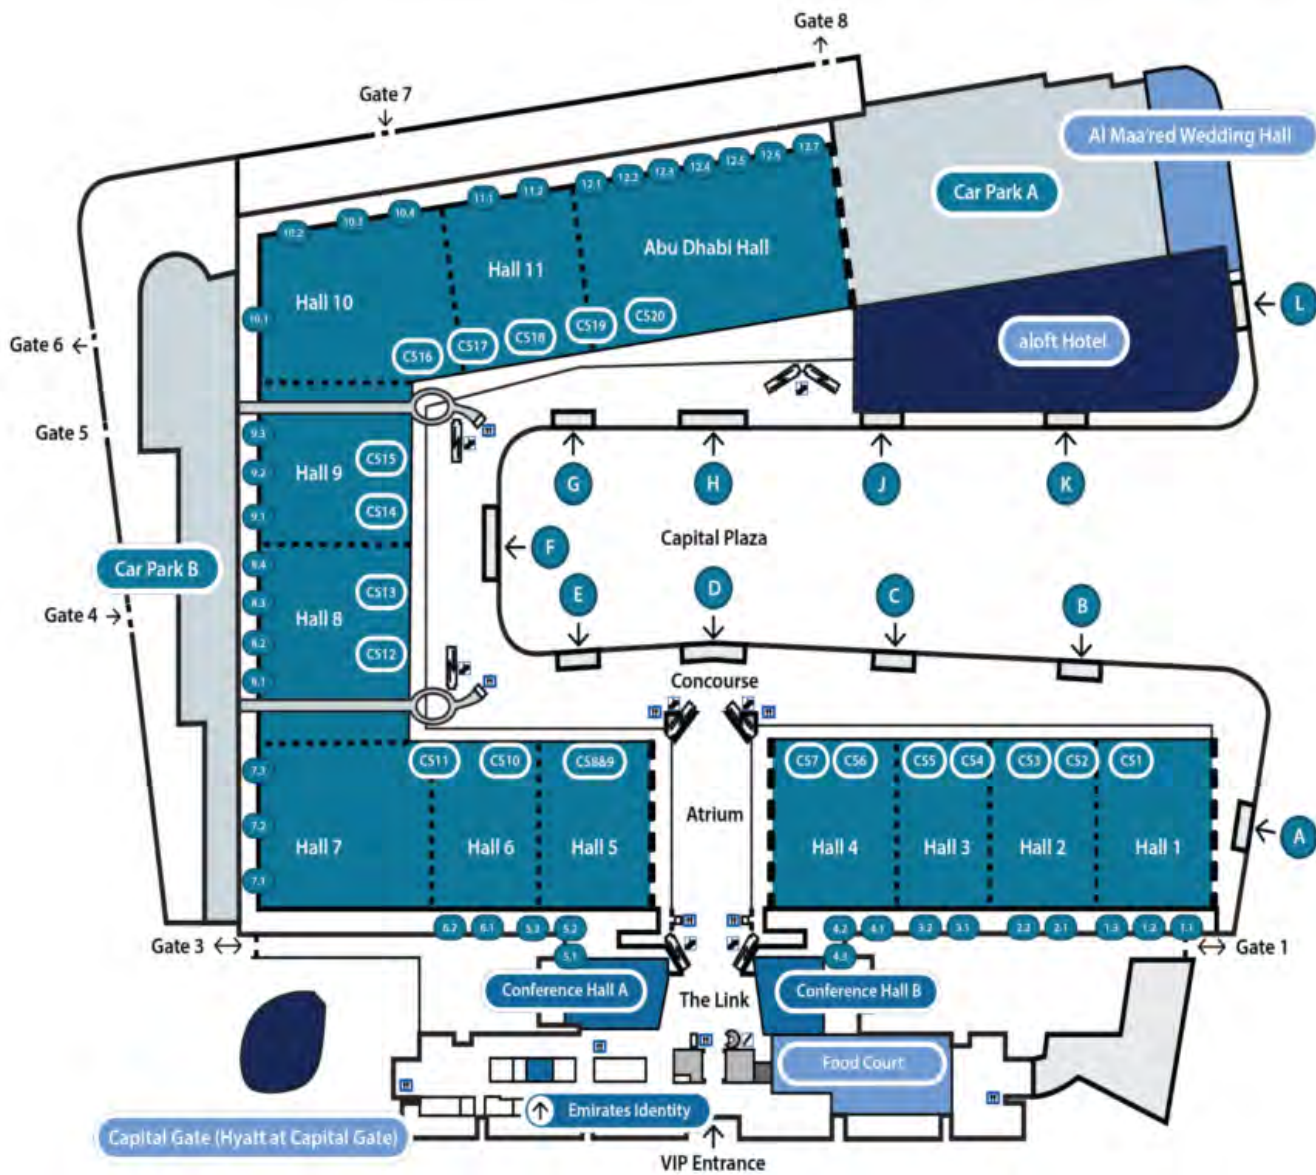 Gate 8
Gate 7
Al Maa'red Wedding Hall
12.7
12.6
12.5
12.4
12.3
12.2
12.1
11.2
11.1
10.4
10.3
10.2
Car Park A
Abu Dhabi Hall
Hall 11
Hall 10
10.1
L
Gate 6
CS20
CS19
CS18
CS17
CS16
aloft Hotel
Gate 5
9.3
9.2
9.1
Hall 9
CS15
CS14
G
H
J
K
Capital Plaza
F
Car Park B
8.4
8.3
8.2
8.1
Hall 8
CS13
CS12
E
D
C
B
Gate 4
Concourse
7.3
7.2
7.1
CS11
CS10
CS8&9
CS7
CS6
CS5
CS4
CS3
CS2
CS1
Atrium
A
Hall 7
Hall 6
Hall 5
Hall 4
Hall 3
Hall 2
Hall 1
6.2
6.1
5.3
5.2
4.2
4.1
3.2
3.1
2.2
2.1
1.3
1.2
1.1
Gate 3
Gate 1
5.1
4.3
Conference Hall A
The Link
Conference Hall B
Food Court
Emirates Identity
Capital Gate (Hyatt at Capital Gate)
VIP Entrance